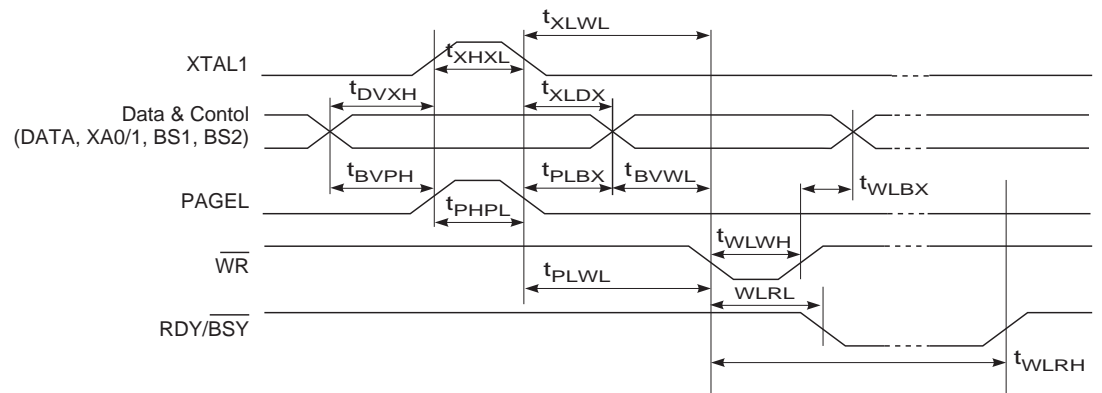 tXLWL
XTAL1
tXHXL
tDVXH
tXLDX
Data & Contol
(DATA, XA0/1, BS1, BS2)
tBVPH
tPLBX
tBVWL
tWLBX
PAGEL
tPHPL
WR
tWLWH
tPLWL
WLRL
RDY/BSY
tWLRH